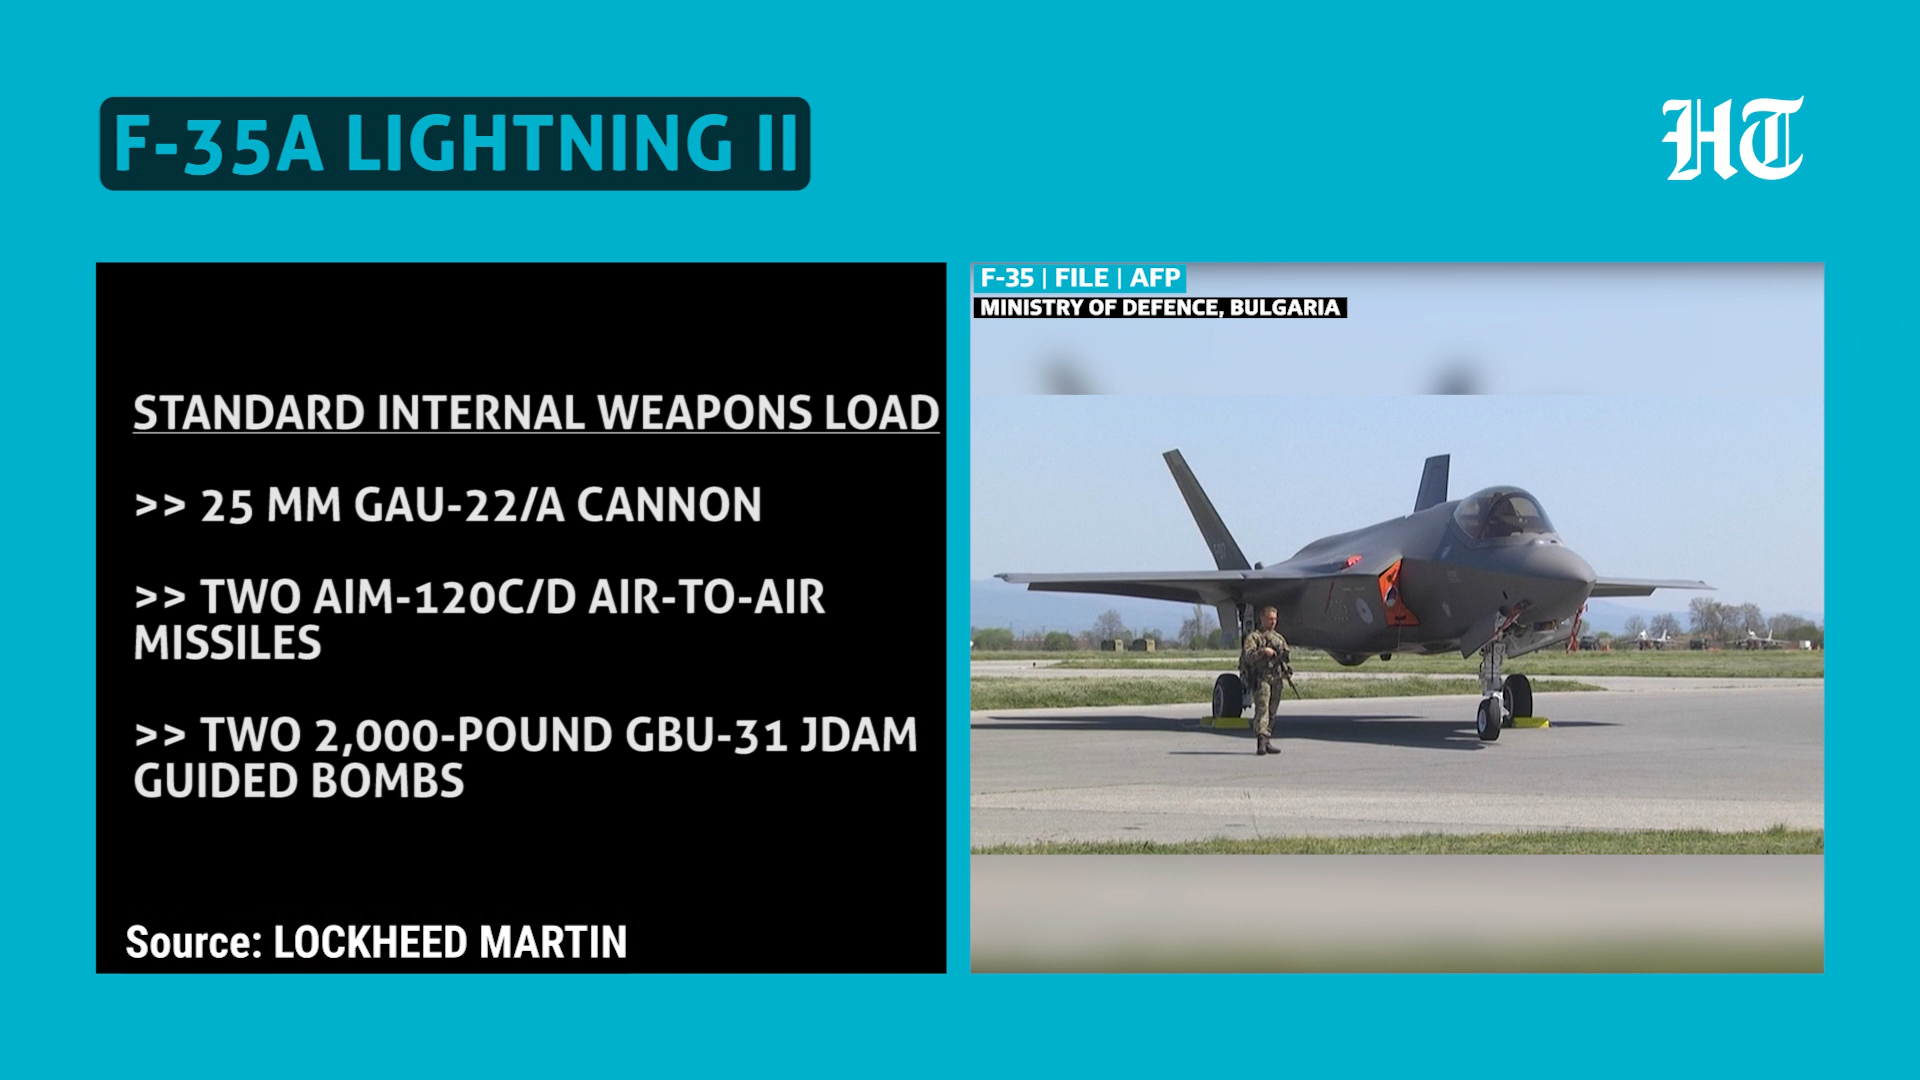 F-35A LIGHTNING II
HT
STANDARD INTERNAL WEAPONS LOAD
>> 25 MM GAU-22/A CANNON
>> TWO AIM-120C/D AIR-TO-AIR
MISSILES
>> TWO 2,000-POUND GBU-31 JDAM
GUIDED BOMBS
Source: LOCKHEED MARTIN
F-35 | FILE | AFP
MINISTRY OF DEFENCE, BULGARIA